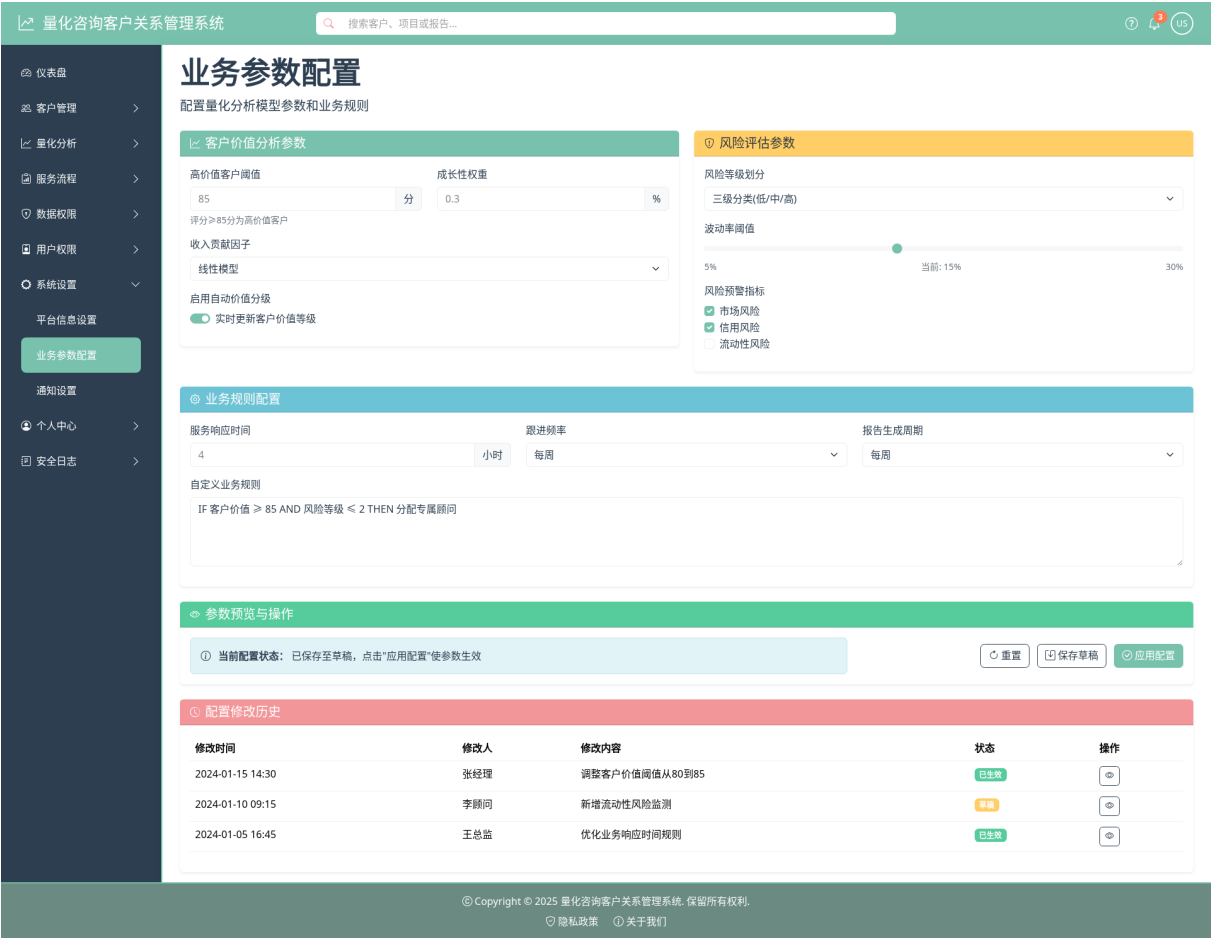 量化咨询客户关系管理系统
搜索客户、项目或报告...
3
US
仪表盘
客户管理
量化分析
服务流程
数据权限
用户权限
系统设置
平台信息设置
业务参数配置
通知设置
个人中心
安全日志
业务参数配置
配置量化分析模型参数和业务规则
客户价值分析参数
高价值客户阈值 成长性权重
85 分 0.3 %
评分≥85分为高价值客户
收入贡献因子
线性模型
启用自动价值分级
实时更新客户价值等级
风险评估参数
风险等级划分
三级分类(低/中/高)
波动率阈值
5% 当前: 15% 30%
风险预警指标
市场风险
信用风险
流动性风险
业务规则配置
服务响应时间 跟进频率 报告生成周期
4 小时 每周 每周
自定义业务规则
IF 客户价值 ≥ 85 AND 风险等级 ≤ 2 THEN 分配专属顾问
参数预览与操作
当前配置状态： 已保存至草稿，点击"应用配置"使参数生效
重置 保存草稿 应用配置
配置修改历史
修改时间 修改人 修改内容 状态 操作
2024-01-15 14:30 张经理 调整客户价值阈值从80到85 已生效
2024-01-10 09:15 李顾问 新增流动性风险监测 草稿
2024-01-05 16:45 王总监 优化业务响应时间规则 已生效
© Copyright © 2025 量化咨询客户关系管理系统. 保留所有权利.
隐私政策 关于我们